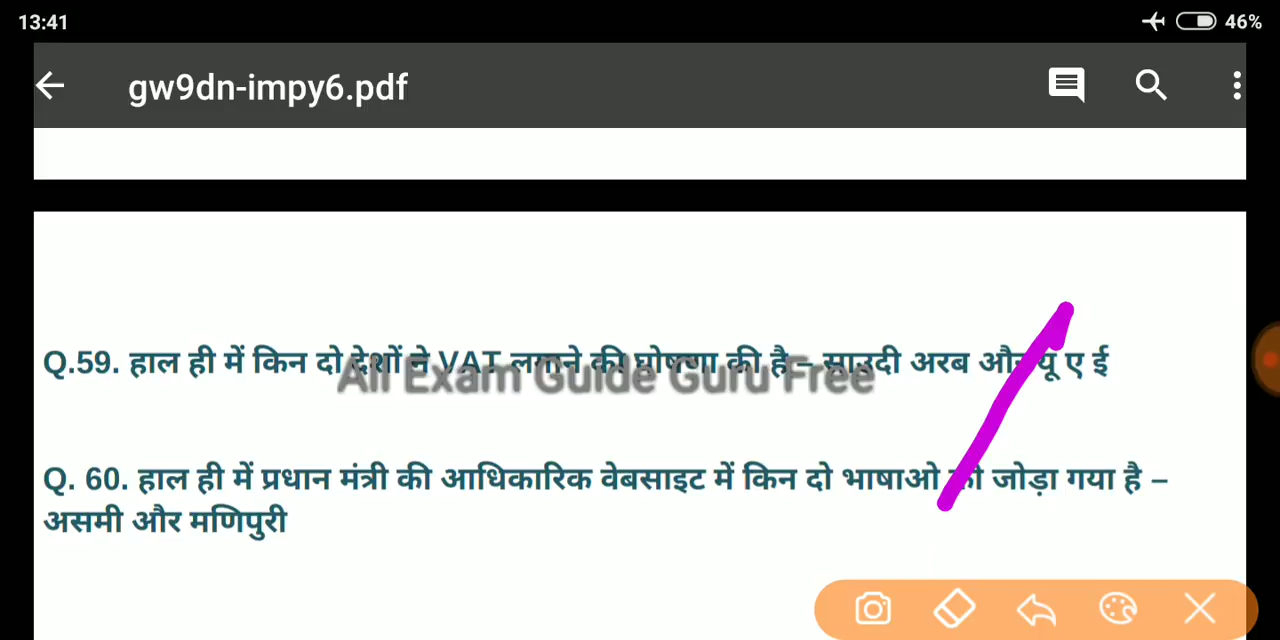 13:41
46%
gw9dn-impy6.pdf
Q.59. हाल ही में किन दो देशों ने VAT लगाने की घोषणा की है – साउदी अरब और यू ए ई
All Exam Guide Guru Free
Q. 60. हाल ही में प्रधान मंत्री की आधिकारिक वेबसाइट में किन दो भाषाओ को जोड़ा गया है –
असमी और मणिपुरी